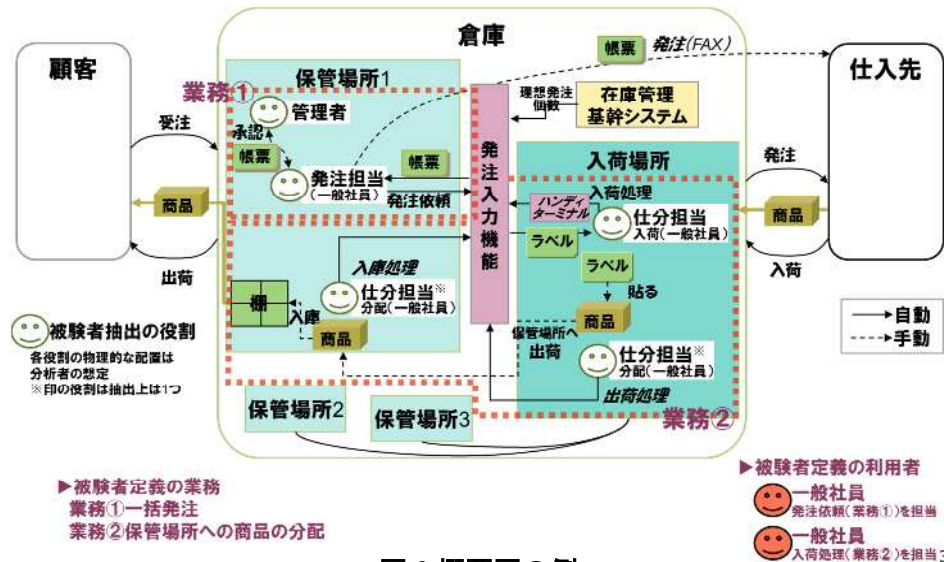 倉庫
顧客
仕入先
帳票
発注(FAX)
保管場所1
業務①
管理者
承認
帳票
発注担当
(一般社員)
帳票
発注依頼
理想発注
個数
在庫管理
基幹システム
発注入力機能
受注
商品
出荷
入荷場所
入荷処理
ハンディ
ターミナル
仕分担当
入荷(一般社員)
ラベル
ラベル
貼る
商品
保管場所へ
出荷
仕分担当※
分配(一般社員)
出荷処理
業務②
発注
商品
入荷
入庫処理
仕分担当※
分配(一般社員)
棚
入庫
商品
保管場所2
保管場所3
被験者抽出の役割
各役割の物理的な配置は
分析者の想定
※印の役割は抽出上は1つ
自動
手動
▶被験者定義の業務
業務①一括発注
業務②保管場所への商品の分配
▶被験者定義の利用者
一般社員
発注依頼(業務①)を担当
一般社員
入荷処理(業務②)を担当